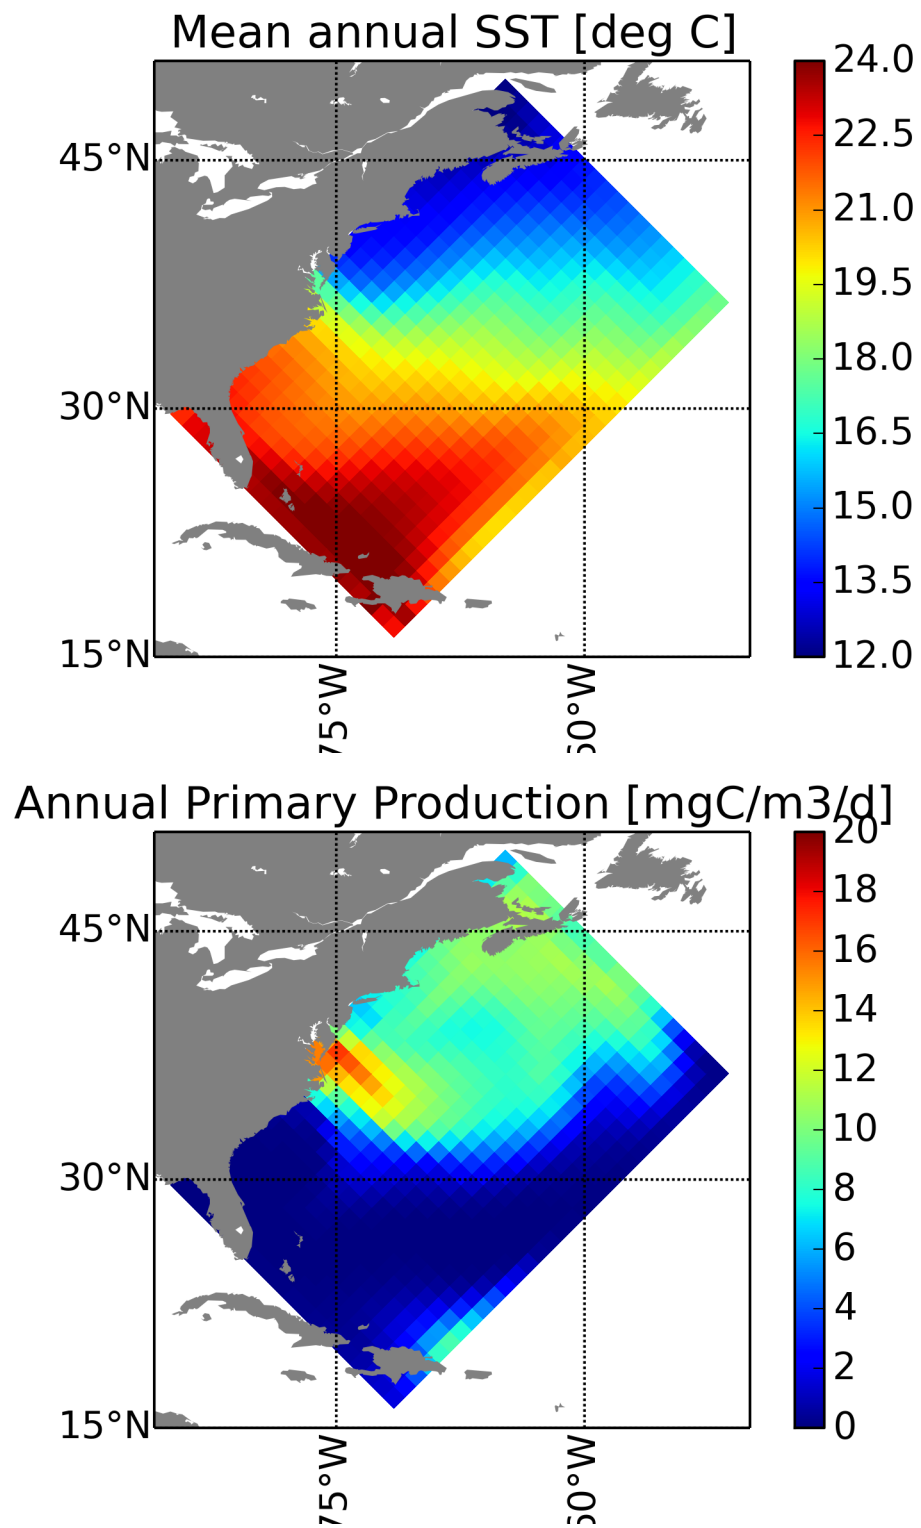 Mean annual SST [deg C]
24.0
22.5
45°N
21.0
19.5
18.0
30°N
16.5
15.0
13.5
15°N
12.0
75°W
60°W
Annual Primary Production [mgC/m3/d]
20
18
45°N
16
14
12
10
30°N
8
6
4
2
15°N
0
75°W
60°W